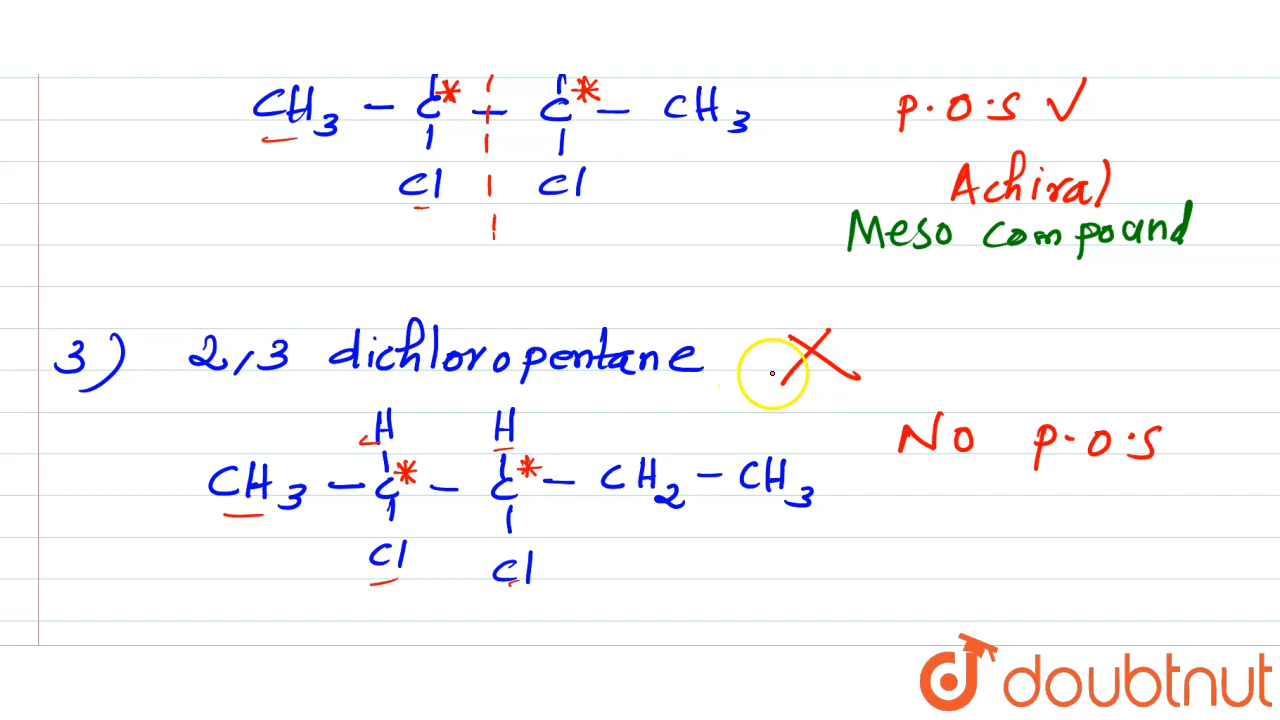 CH3 - C* - C* - CH3
Cl Cl
p.o.s ✓
Achiral
Meso compound
3) 2,3 dichloropentane ✗
H H
CH3 - C* - C* - CH2 - CH3
Cl Cl
No p.o.s
doubtnut